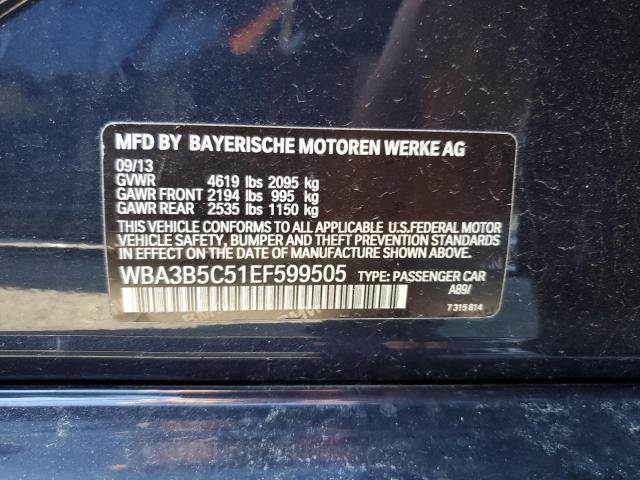 MFD BY BAYERISCHE MOTOREN WERKE AG
09/13
GVWR 4619 lbs 2095 kg
GAWR FRONT 2194 lbs 995 kg
GAWR REAR 2535 lbs 1150 kg
THIS VEHICLE CONFORMS TO ALL APPLICABLE U.S.FEDERAL MOTOR
VEHICLE SAFETY, BUMPER AND THEFT PREVENTION STANDARDS
IN EFFECT ON THE DATE OF MANUFACTURE SHOWN ABOVE.
WBA3B5C51EF599505 TYPE: PASSENGER CAR
A89/
7 315 814